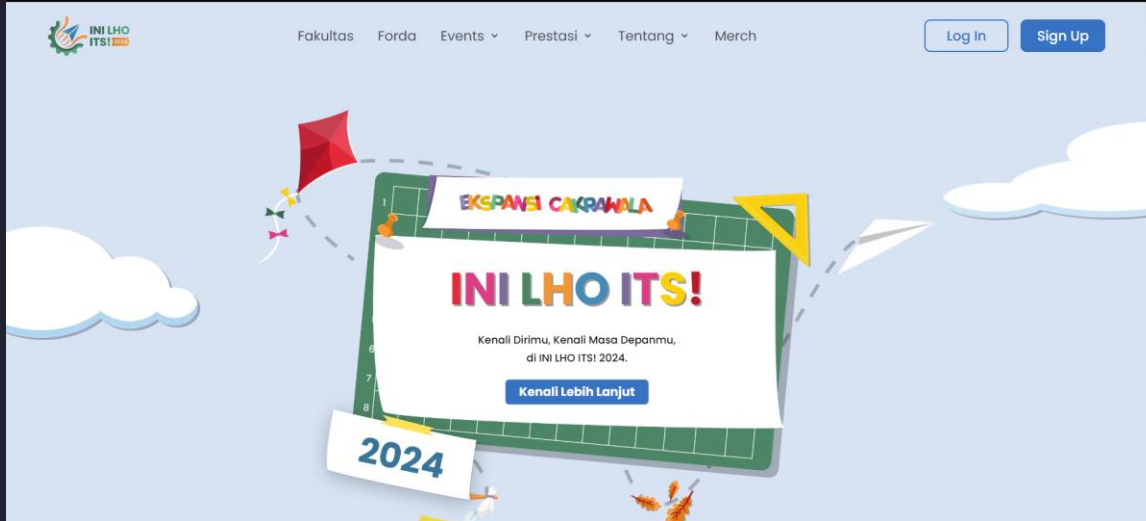 INI LHO
ITS! 2024
Fakultas Forda Events Prestasi Tentang Merch
Log In Sign Up
EKSPANSI CAKRAWALA
1
INI LHO ITS!
Kenali Dirimu, Kenali Masa Depanmu,
di INI LHO ITS! 2024.
6
7
Kenali Lebih Lanjut
8
2024